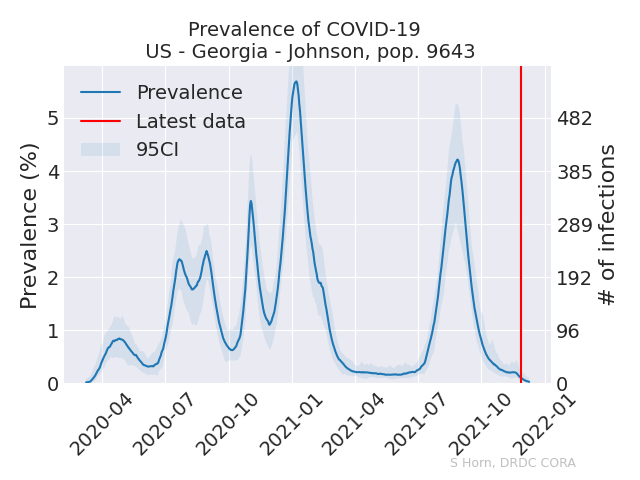 Prevalence of COVID-19
US - Georgia - Johnson, pop. 9643
Prevalence
Latest data
95CI
Prevalence (%)
5
4
3
2
1
0
# of infections
482
385
289
192
96
0
2020-04
2020-07
2020-10
2021-01
2021-04
2021-07
2021-10
2022-01
S Horn, DRDC CORA